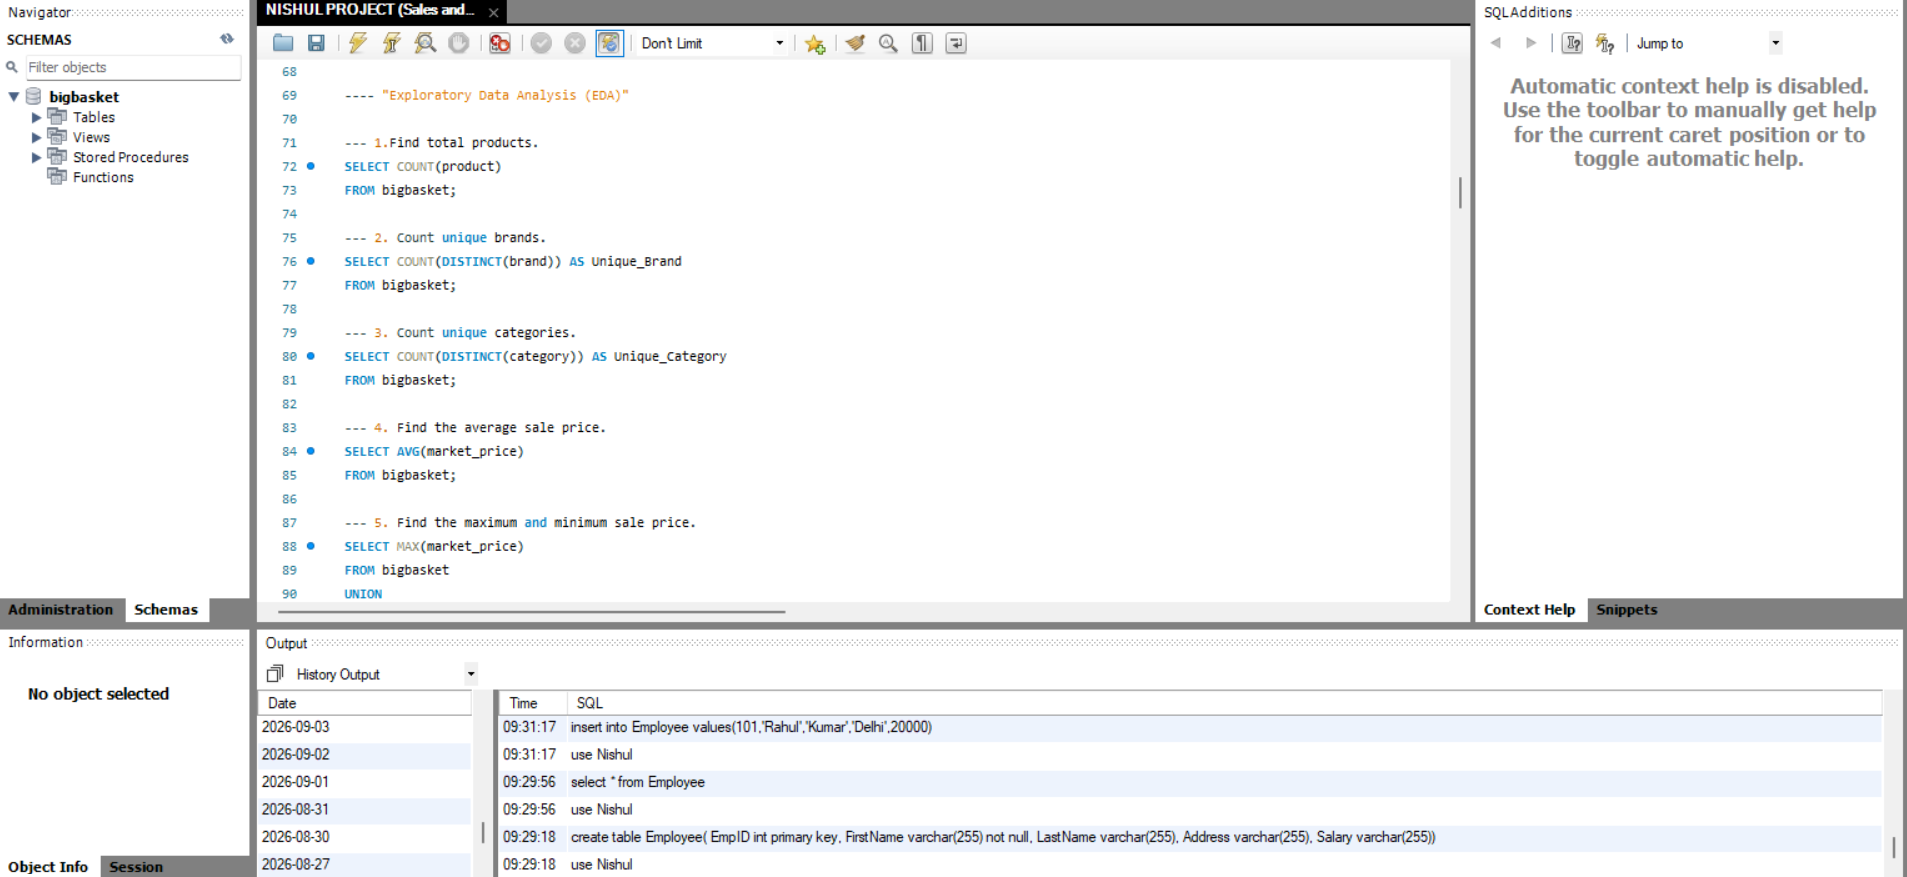 Navigator
SCHEMAS
Filter objects
bigbasket
Tables
Views
Stored Procedures
Functions
Administration
Schemas
Information
No object selected
Object Info
Session
NISHUL PROJECT (Sales and...
Don't Limit
68
69 ---- "Exploratory Data Analysis (EDA)"
70
71 --- 1.Find total products.
72 SELECT COUNT(product)
73 FROM bigbasket;
74
75 --- 2. Count unique brands.
76 SELECT COUNT(DISTINCT(brand)) AS Unique_Brand
77 FROM bigbasket;
78
79 --- 3. Count unique categories.
80 SELECT COUNT(DISTINCT(category)) AS Unique_Category
81 FROM bigbasket;
82
83 --- 4. Find the average sale price.
84 SELECT AVG(market_price)
85 FROM bigbasket;
86
87 --- 5. Find the maximum and minimum sale price.
88 SELECT MAX(market_price)
89 FROM bigbasket
90 UNION
SQLAdditions
Jump to
Automatic context help is disabled.
Use the toolbar to manually get help
for the current caret position or to
toggle automatic help.
Context Help
Snippets
Output
History Output
Date
2026-09-03
2026-09-02
2026-09-01
2026-08-31
2026-08-30
2026-08-27
Time SQL
09:31:17 insert into Employee values(101,'Rahul','Kumar','Delhi',20000)
09:31:17 use Nishul
09:29:56 select * from Employee
09:29:56 use Nishul
09:29:18 create table Employee( EmpID int primary key, FirstName varchar(255) not null, LastName varchar(255), Address varchar(255), Salary varchar(255))
09:29:18 use Nishul